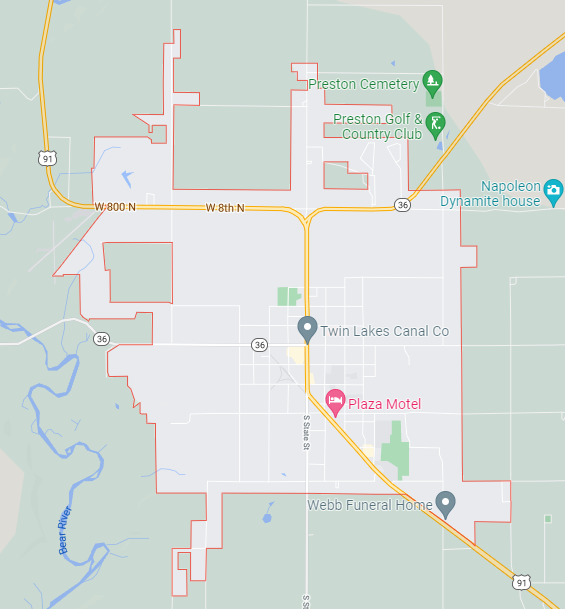 Preston Cemetery
Preston Golf &
Country Club
91
Napoleon
Dynamite house
W 800 N
W 8th N
36
Twin Lakes Canal Co
36
36
Plaza Motel
S State St
Webb Funeral Home
Bear River
91
S St